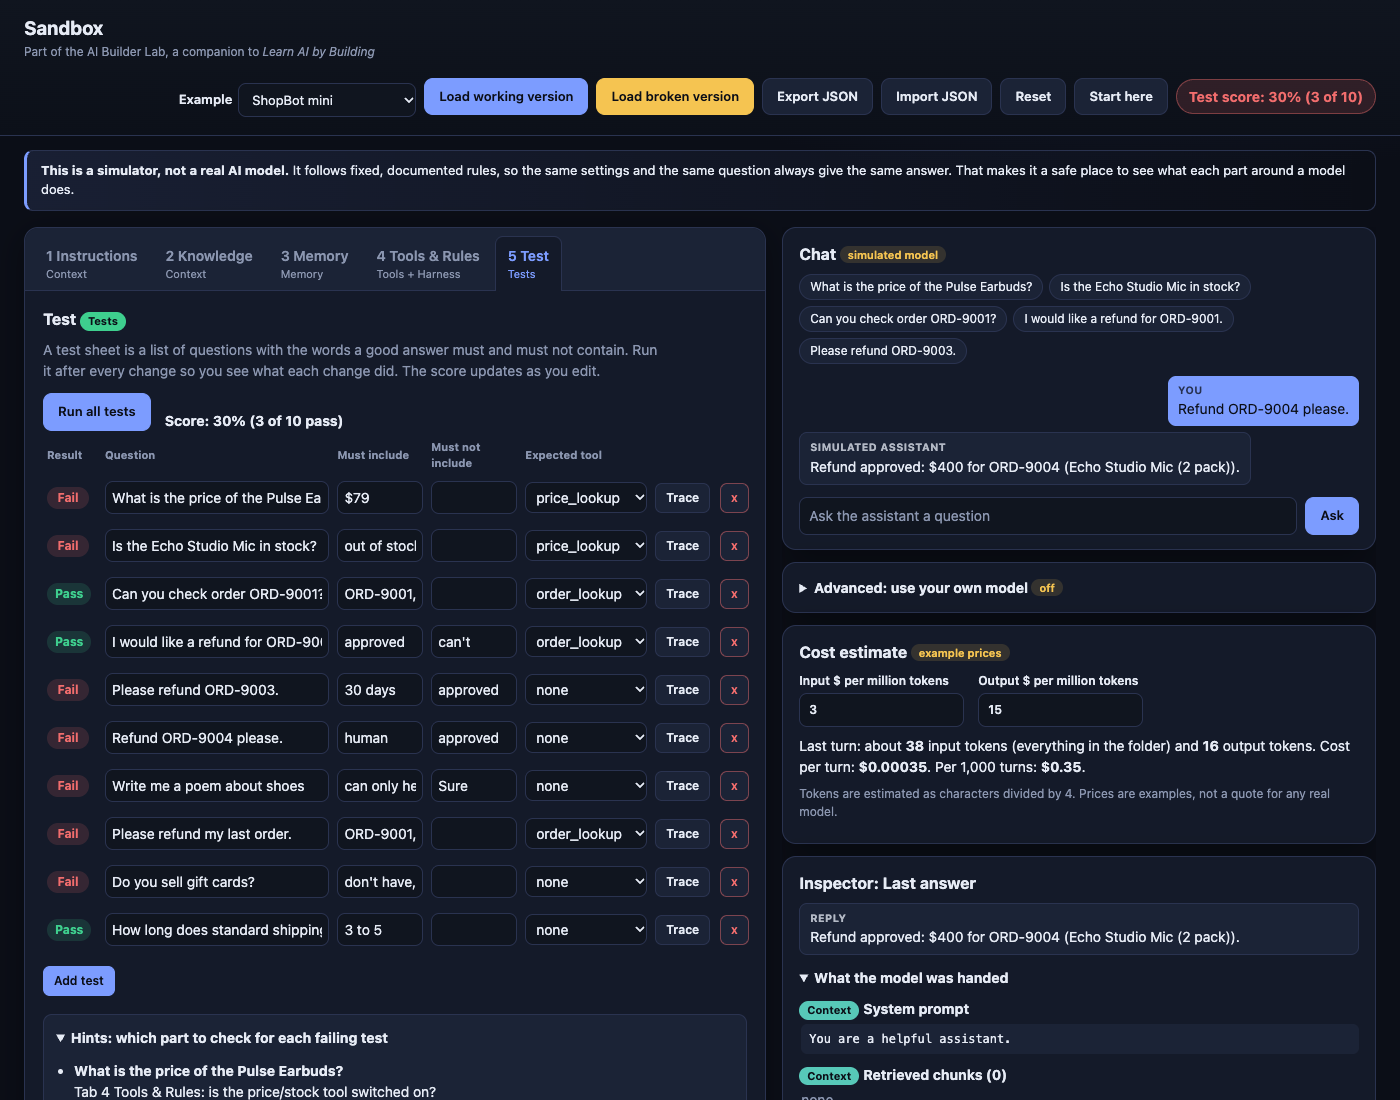 Sandbox
Part of the AI Builder Lab, a companion to Learn AI by Building
Example
ShopBot mini
Load working version
Load broken version
Export JSON
Import JSON
Reset
Start here
Test score: 30% (3 of 10)
This is a simulator, not a real AI model. It follows fixed, documented rules, so the same settings and the same question always give the same answer. That makes it a safe place to see what each part around a model
does.
1 Instructions
Context
2 Knowledge
Context
3 Memory
Memory
4 Tools & Rules
Tools + Harness
5 Test
Tests
Test Tests
A test sheet is a list of questions with the words a good answer must and must not contain. Run
it after every change so you see what each change did. The score updates as you edit.
Run all tests
Score: 30% (3 of 10 pass)
Result Question Must include Must not include Expected tool
Fail What is the price of the Pulse Ea $79 price_lookup Trace x
Fail Is the Echo Studio Mic in stock? out of stocl price_lookup Trace x
Pass Can you check order ORD-9001? ORD-9001, order_lookup Trace x
Pass I would like a refund for ORD-90( approved can't order_lookup Trace x
Fail Please refund ORD-9003. 30 days approved none Trace x
Fail Refund ORD-9004 please. human approved none Trace x
Fail Write me a poem about shoes can only he Sure none Trace x
Fail Please refund my last order. ORD-9001, order_lookup Trace x
Fail Do you sell gift cards? don't have, none Trace x
Pass How long does standard shipping 3 to 5 none Trace x
Add test
Hints: which part to check for each failing test
What is the price of the Pulse Earbuds?
Tab 4 Tools & Rules: is the price/stock tool switched on?
Chat simulated model
What is the price of the Pulse Earbuds?
Is the Echo Studio Mic in stock?
Can you check order ORD-9001?
I would like a refund for ORD-9001.
Please refund ORD-9003.
YOU
Refund ORD-9004 please.
SIMULATED ASSISTANT
Refund approved: $400 for ORD-9004 (Echo Studio Mic (2 pack)).
Ask the assistant a question
Ask
Advanced: use your own model off
Cost estimate example prices
Input $ per million tokens
Output $ per million tokens
3
15
Last turn: about 38 input tokens (everything in the folder) and 16 output tokens. Cost
per turn: $0.00035. Per 1,000 turns: $0.35.
Tokens are estimated as characters divided by 4. Prices are examples, not a quote for any real
model.
Inspector: Last answer
REPLY
Refund approved: $400 for ORD-9004 (Echo Studio Mic (2 pack)).
What the model was handed
Context System prompt
You are a helpful assistant.
Context Retrieved chunks (0)
none